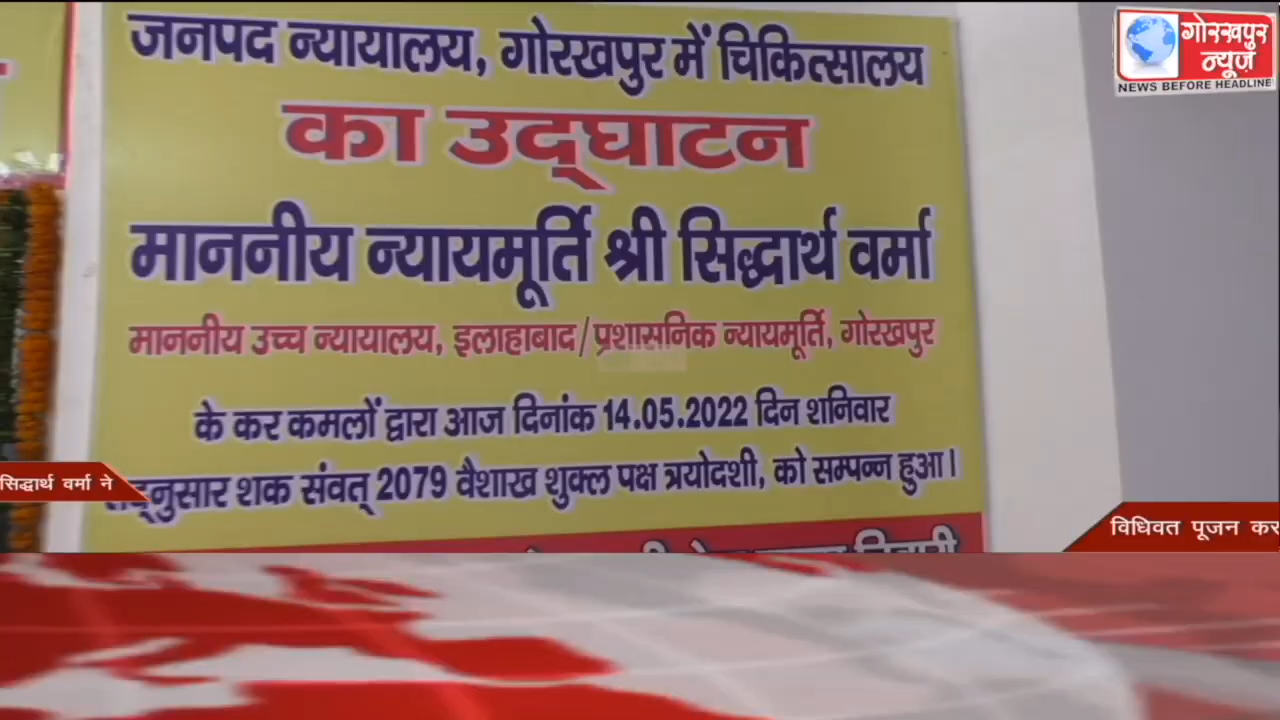 जनपद न्यायालय, गोरखपुर में चिकित्सालय
का उद्घाटन
माननीय न्यायमूर्ति श्री सिद्धार्थ वर्मा
माननीय उच्च न्यायालय, इलाहाबाद/प्रशासनिक न्यायमूर्ति, गोरखपुर
के कर कमलों द्वारा आज दिनांक 14.05.2022 दिन शनिवार
शक संवत् 2079 वैशाख शुक्ल पक्ष त्रयोदशी, को सम्पन्न हुआ।
गोरखपुर
न्यूज़
NEWS BEFORE HEADLINE
सिद्धार्थ वर्मा ने
विधिवत पूजन कर